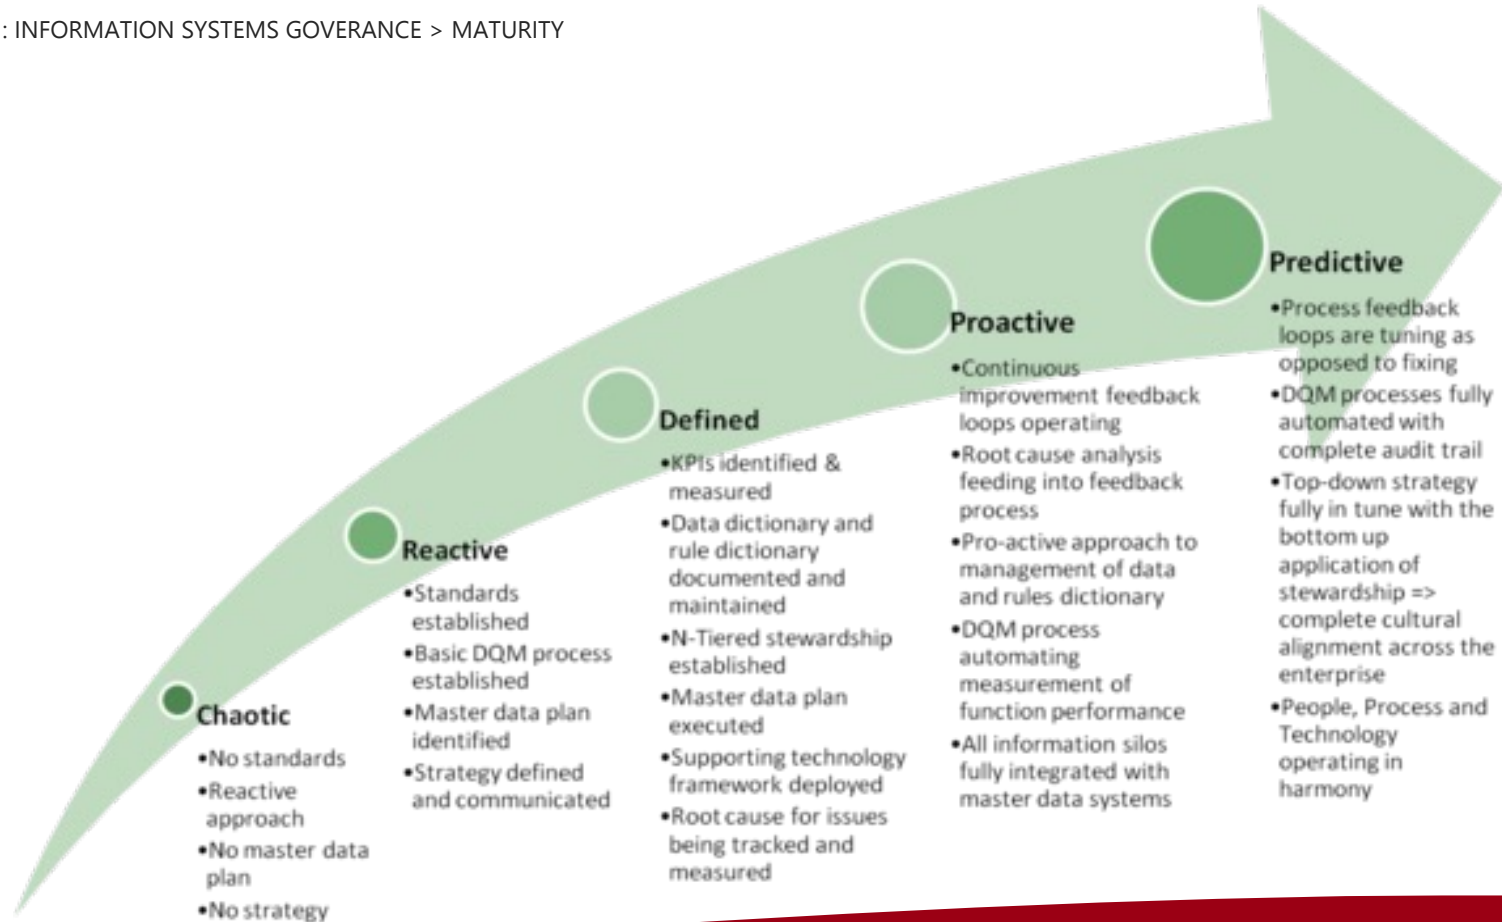 : INFORMATION SYSTEMS GOVERANCE > MATURITY
Chaotic
•No standards
•Reactive
approach
•No master data
plan
•No strategy
Reactive
•Standards
established
•Basic DQM process
established
•Master data plan
identified
•Strategy defined
and communicated
Defined
•KPIs identified &
measured
•Data dictionary and
rule dictionary
documented and
maintained
•N-Tiered stewardship
established
•Master data plan
executed
•Supporting technology
framework deployed
•Root cause for issues
being tracked and
measured
Proactive
•Continuous
improvement feedback
loops operating
•Root cause analysis
feeding into feedback
process
•Pro-active approach to
management of data
and rules dictionary
•DQM process
automating
measurement of
function performance
•All information silos
fully integrated with
master data systems
Predictive
•Process feedback
loops are tuning as
opposed to fixing
•DQM processes fully
automated with
complete audit trail
•Top-down strategy
fully in tune with the
bottom up
application of
stewardship =>
complete cultural
alignment across the
enterprise
•People, Process and
Technology
operating in
harmony